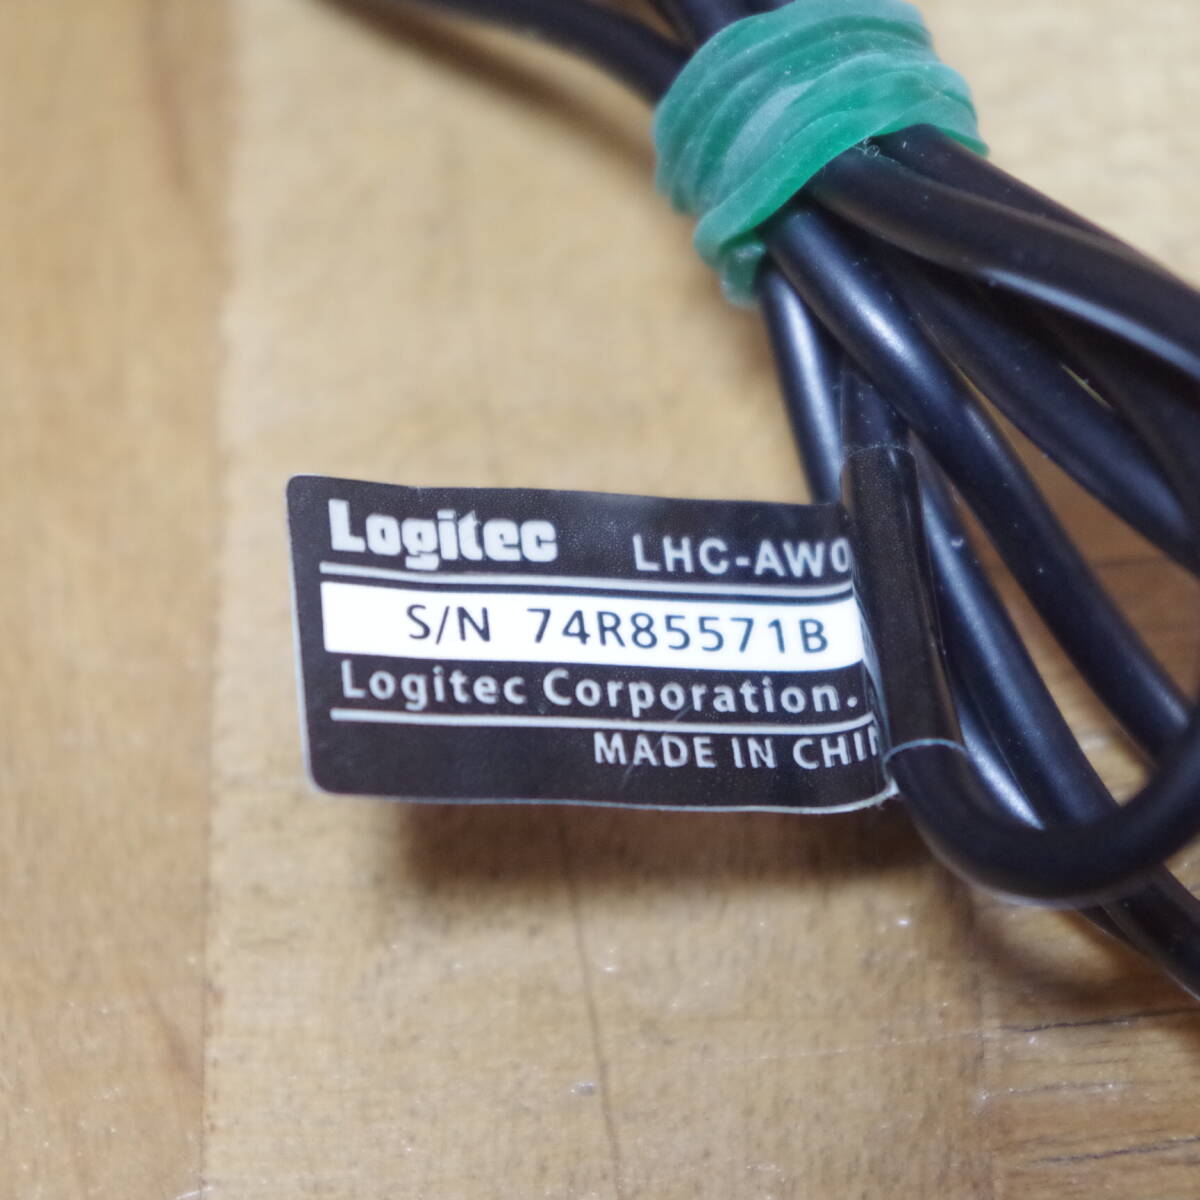 Logitec LHC-AW0
S/N 74R85571B
Logitec Corporation.
MADE IN CHIN